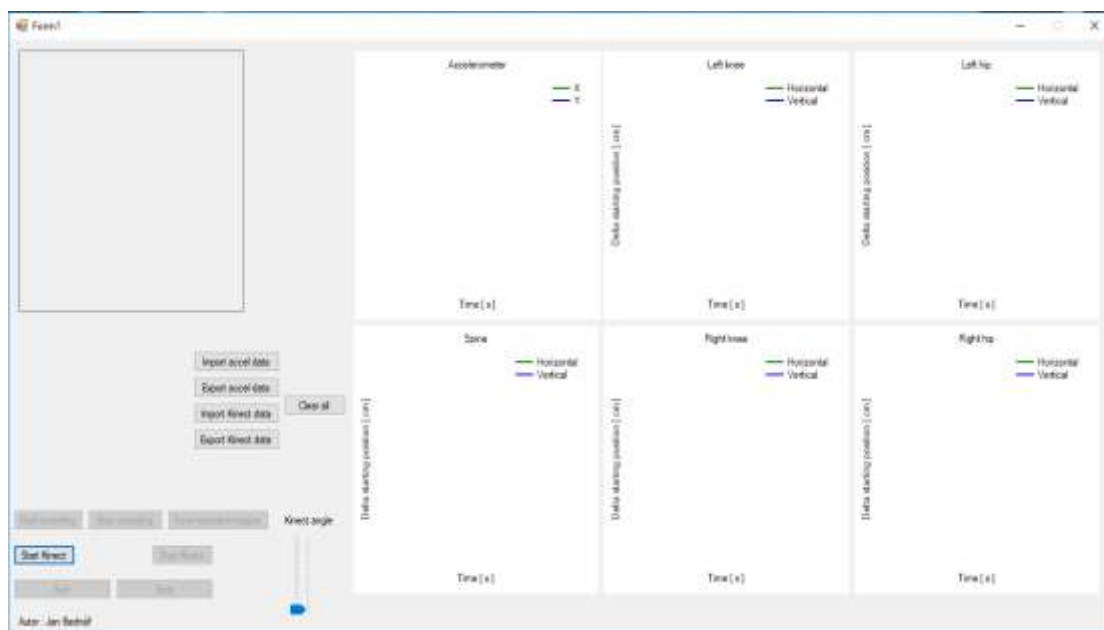 Form1
Accelerometer
X
Y
Time [ s ]
Left knee
Horizontal
Vertical
Delta starting position [ cm ]
Time [ s ]
Left hip
Horizontal
Vertical
Delta starting position [ cm ]
Time [ s ]
Import accel data
Export accel data
Import Kinect data
Export Kinect data
Clear all
Spine
Horizontal
Vertical
Delta starting position [ cm ]
Time [ s ]
Right knee
Horizontal
Vertical
Delta starting position [ cm ]
Time [ s ]
Right hip
Horizontal
Vertical
Delta starting position [ cm ]
Time [ s ]
Kinect angle
Start Kinect
Autor : Jan